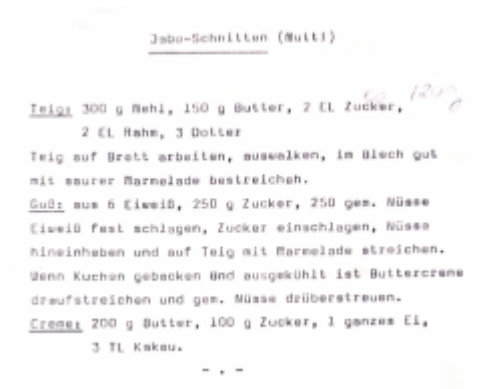 Jabu-Schnitten (Mutti)
Teig: 300 g Mehl, 150 g Butter, 2 EL Zucker,
2 EL Rahm, 3 Dotter
Teig auf Brett arbeiten, auswalken, im Blech gut
mit saurer Marmelade bestreichen.
Guß: aus 6 Eiweiß, 250 g Zucker, 250 gem. Nüsse
Eiweiß fest schlagen, Zucker einschlagen, Nüsse
hineinheben und auf Teig mit Marmelade streichen.
Wenn Kuchen gebacken und ausgekühlt ist Buttercreme
draufstreichen und gem. Nüsse drüberstreuen.
Creme: 200 g Butter, 100 g Zucker, 1 ganzes Ei,
3 TL Kakau.
- . -